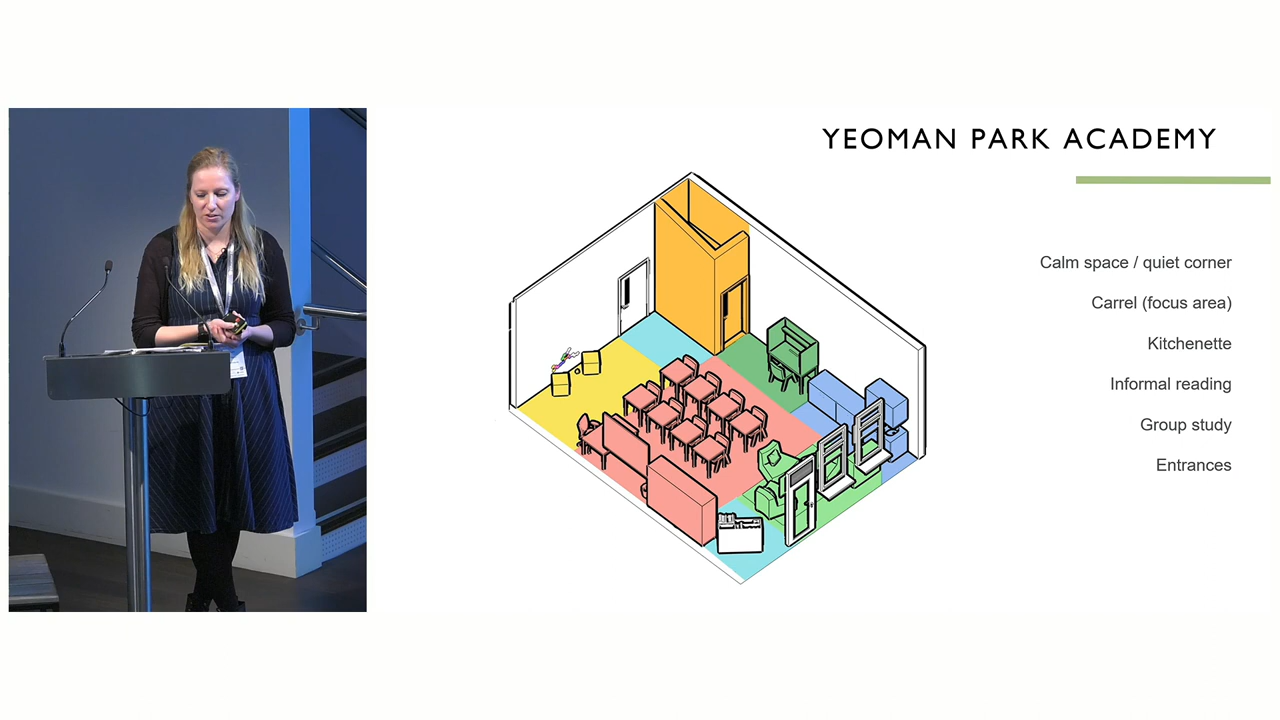 YEOMAN PARK ACADEMY
Calm space / quiet corner
Carrel (focus area)
Kitchenette
Informal reading
Group study
Entrances